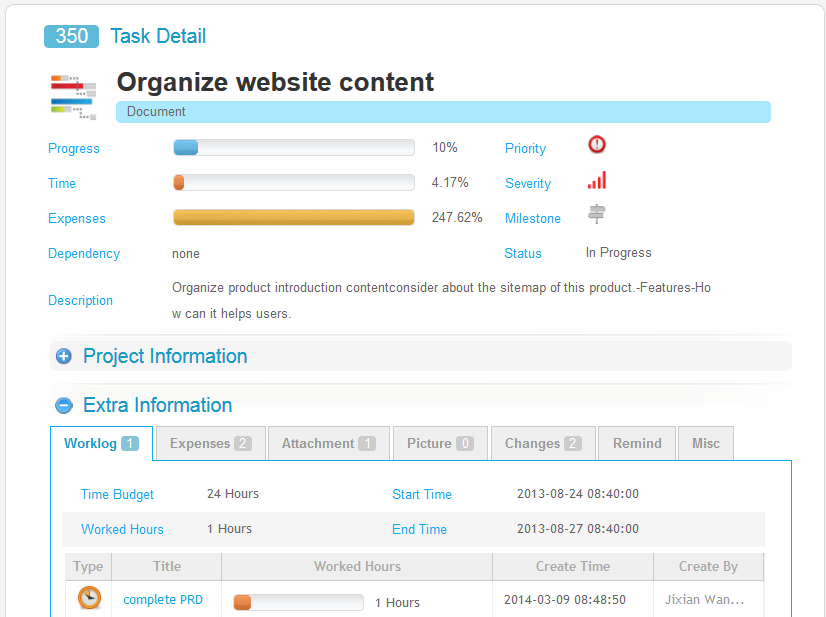 350 Task Detail
Organize website content
Document
Progress 10% Priority
Time 4.17% Severity
Expenses 247.62% Milestone
Dependency none Status In Progress
Description Organize product introduction contentconsider about the sitemap of this product.-Features-Ho
w can it helps users.
Project Information
Extra Information
Worklog 1 Expenses 2 Attachment 1 Picture 0 Changes 2 Remind Misc
Time Budget 24 Hours Start Time 2013-08-24 08:40:00
Worked Hours 1 Hours End Time 2013-08-27 08:40:00
Type Title Worked Hours Create Time Create By
complete PRD 1 Hours 2014-03-09 08:48:50 Jixian Wan...